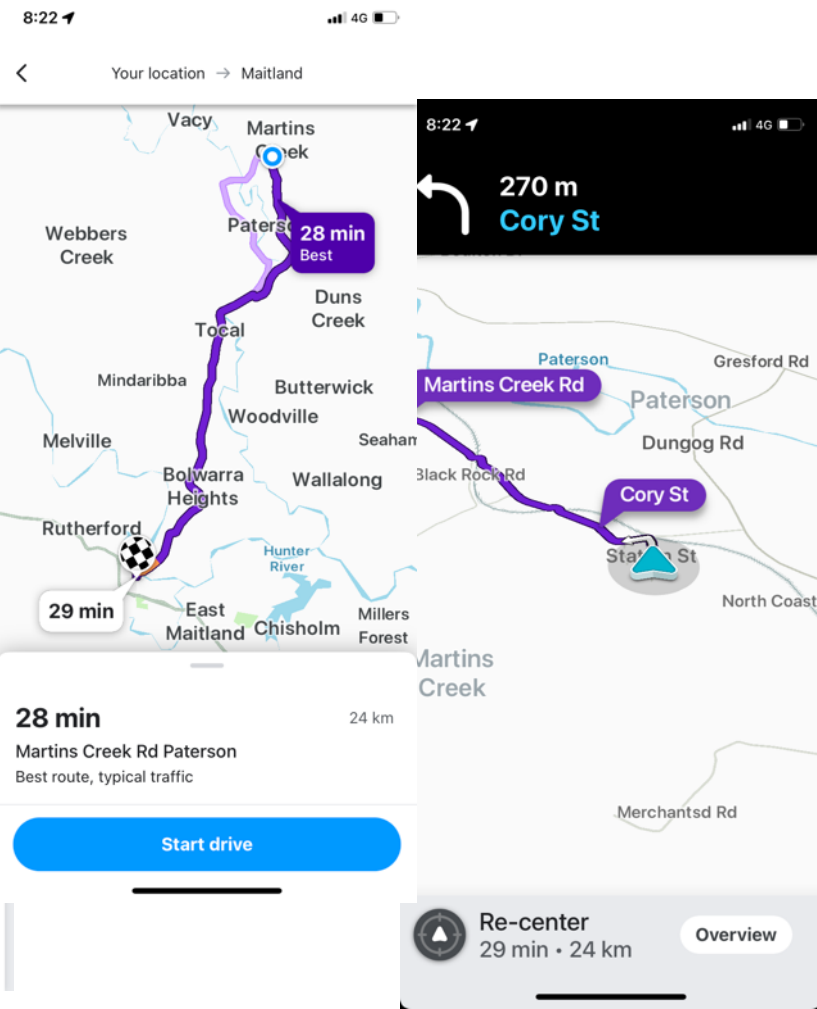 8:22
4G
Your location → Maitland
Vacy
Martins
Creek
Webbers
Creek
28 min
Best
Duns
Creek
Tocal
Mindaribba
Butterwick
Woodville
Melville
Seaham
Bolwarra
Heights
Wallalong
Rutherford
Hunter
River
29 min
East
Maitland
Chisholm
Millers
Forest
28 min
24 km
Martins Creek Rd Paterson
Best route, typical traffic
Start drive
8:22
4G
270 m
Cory St
Paterson
Gresford Rd
Martins Creek Rd
Paterson
Dungog Rd
Black Rock Rd
Cory St
Station St
North Coast
Martins
Creek
Merchantsd Rd
Re-center
29 min • 24 km
Overview